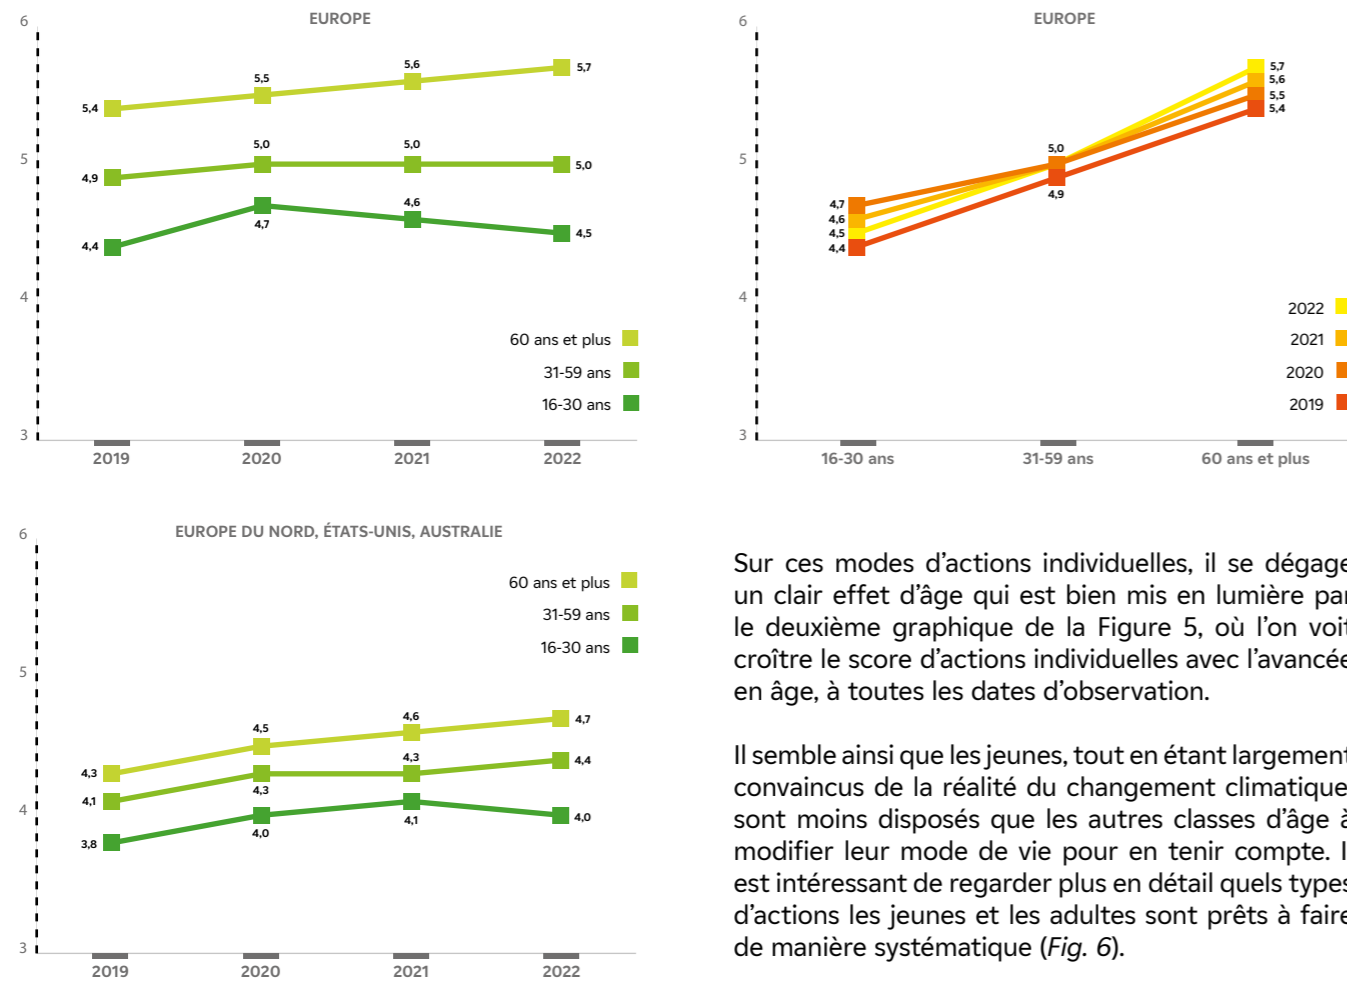 EUROPE
6
5
4
3
5,4
5,5
5,6
5,7
4,9
5,0
5,0
5,0
4,4
4,7
4,6
4,5
60 ans et plus
31-59 ans
16-30 ans
2019 2020 2021 2022
EUROPE
6
5
4
3
4,7
4,6
4,5
4,4
5,0
4,9
5,7
5,6
5,5
5,4
2022
2021
2020
2019
16-30 ans 31-59 ans 60 ans et plus
EUROPE DU NORD, ÉTATS-UNIS, AUSTRALIE
6
5
4
3
60 ans et plus
31-59 ans
16-30 ans
4,3
4,5
4,6
4,7
4,1
4,3
4,3
4,4
3,8
4,0
4,1
4,0
2019 2020 2021 2022
Sur ces modes d'actions individuelles, il se dégage
un clair effet d'âge qui est bien mis en lumière par
le deuxième graphique de la Figure 5, où l'on voit
croître le score d'actions individuelles avec l'avancée
en âge, à toutes les dates d'observation.
Il semble ainsi que les jeunes, tout en étant largement
convaincus de la réalité du changement climatique
sont moins disposés que les autres classes d'âge à
modifier leur mode de vie pour en tenir compte. I
est intéressant de regarder plus en détail quels types
d'actions les jeunes et les adultes sont prêts à faire
de manière systématique (Fig. 6).